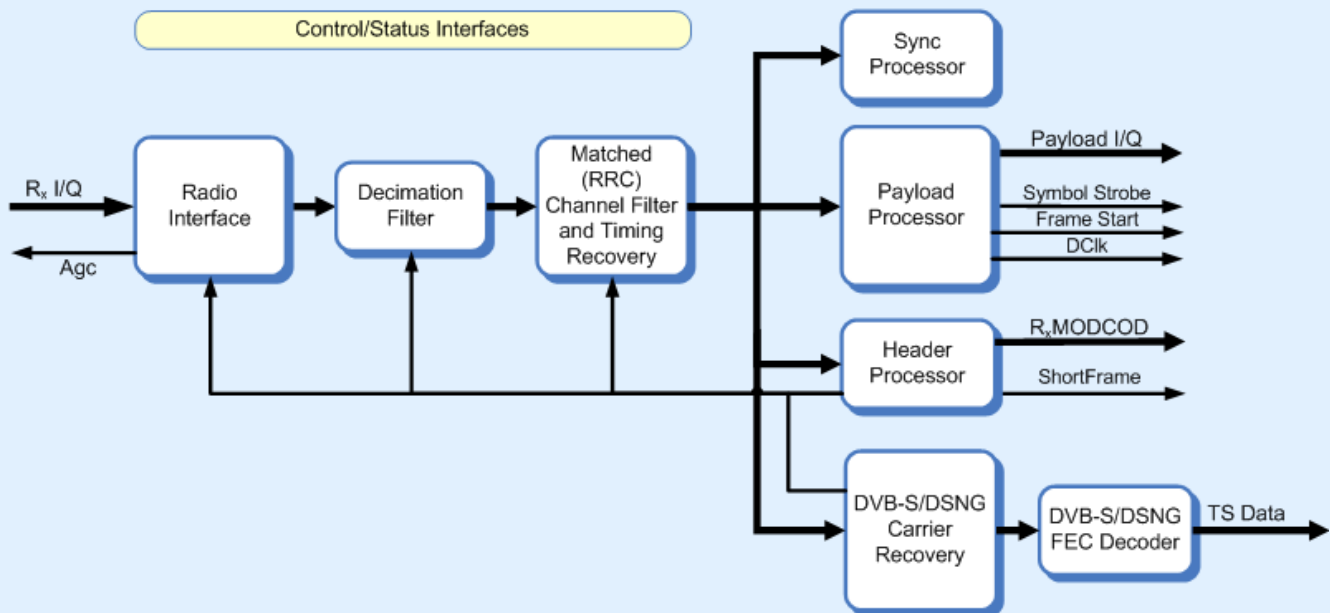 Control/Status Interfaces
Sync
Processor
Rₓ I/Q
Agc
Radio
Interface
Decimation
Filter
Matched
(RRC)
Channel Filter
and Timing
Recovery
Payload
Processor
Payload I/Q
Symbol Strobe
Frame Start
DClk
Header
Processor
RₓMODCOD
ShortFrame
DVB-S/DSNG
Carrier
Recovery
DVB-S/DSNG
FEC Decoder
TS Data